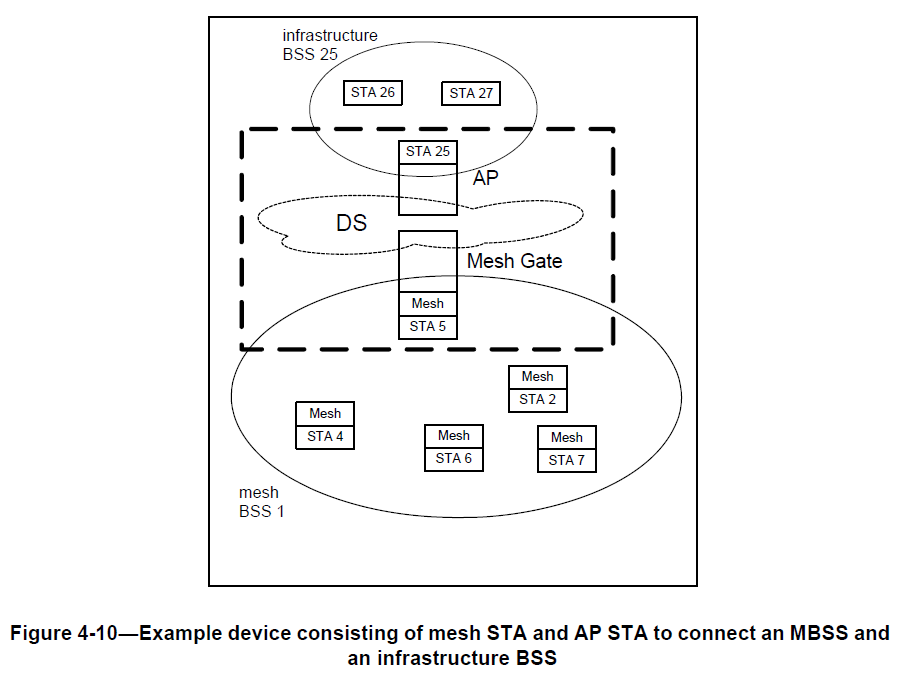 infrastructure
BSS 25
STA 26
STA 27
STA 25
AP
DS
Mesh Gate
Mesh
STA 5
Mesh
STA 2
Mesh
STA 4
Mesh
STA 6
Mesh
STA 7
mesh
BSS 1
Figure 4-10—Example device consisting of mesh STA and AP STA to connect an MBSS and
an infrastructure BSS